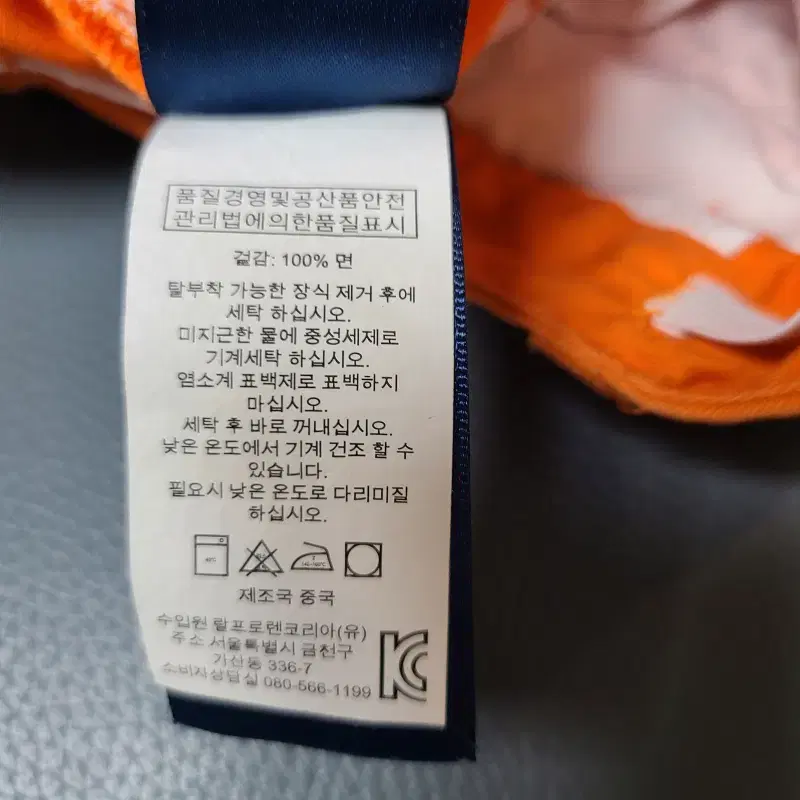 품질경영및공산품안전
관리법에의한품질표시
겉감: 100% 면
탈부착 가능한 장식 제거 후에
세탁 하십시오.
미지근한 물에 중성세제로
기계세탁 하십시오.
염소계 표백제로 표백하지
마십시오.
세탁 후 바로 꺼내십시오.
낮은 온도에서 기계 건조 할 수
있습니다.
필요시 낮은 온도로 다리미질
하십시오.
제조국 중국
수입원 랄프로렌코리아(유)
주소 서울특별시 금천구
가산동 336-7
소비자상담실 080-566-1199